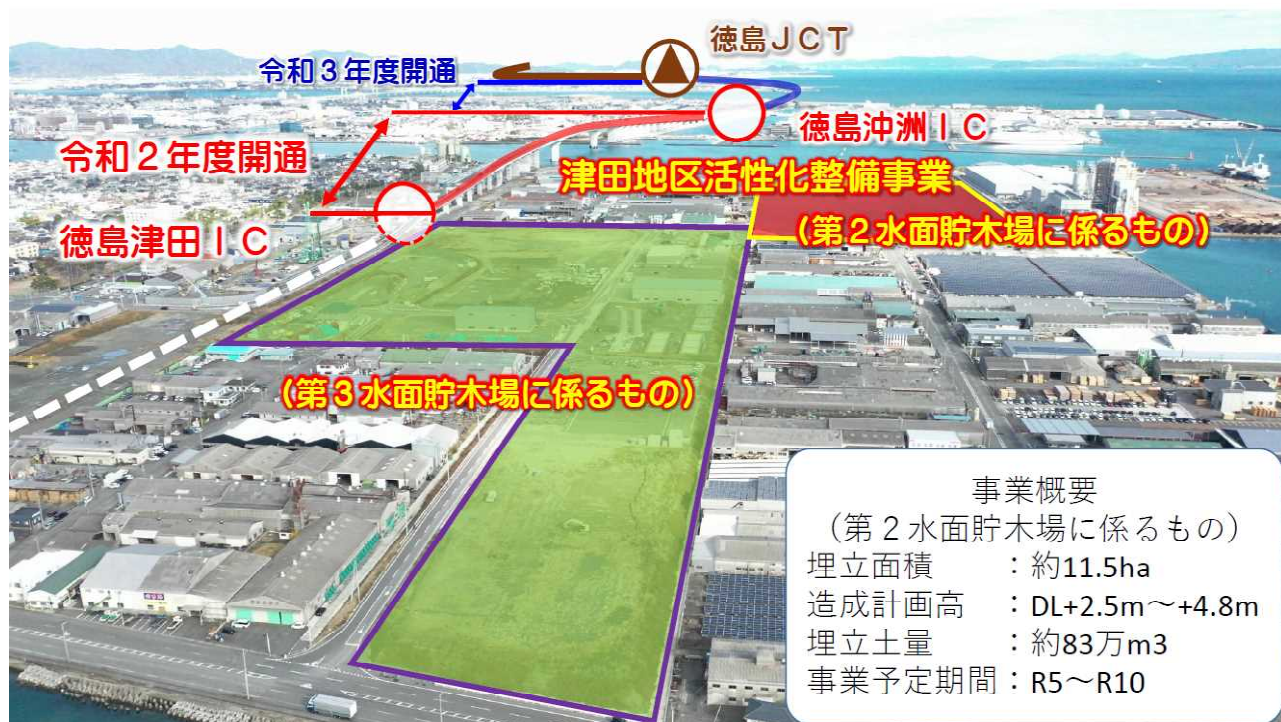 徳島JCT
令和3年度開通
徳島沖洲IC
令和2年度開通
津田地区活性化整備事業
(第2水面貯木場に係るもの)
徳島津田IC
(第3水面貯木場に係るもの)
事業概要
(第2水面貯木場に係るもの)
埋立面積 :約11.5ha
造成計画高 :DL+2.5m~+4.8m
埋立土量 :約83万m3
事業予定期間:R5~R10